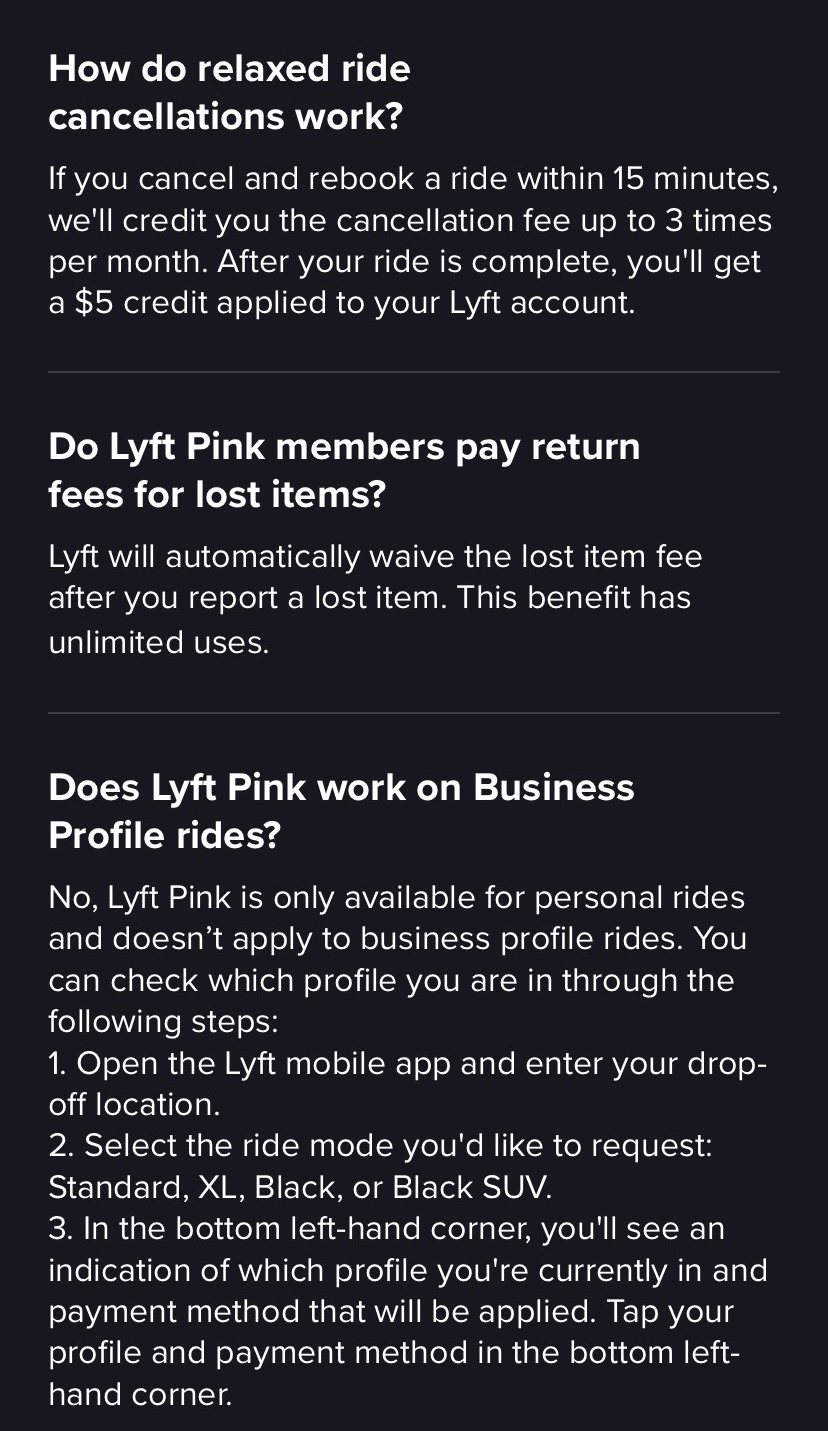 How do relaxed ride
cancellations work?
If you cancel and rebook a ride within 15 minutes,
we'll credit you the cancellation fee up to 3 times
per month. After your ride is complete, you'll get
a $5 credit applied to your Lyft account.
Do Lyft Pink members pay return
fees for lost items?
Lyft will automatically waive the lost item fee
after you report a lost item. This benefit has
unlimited uses.
Does Lyft Pink work on Business
Profile rides?
No, Lyft Pink is only available for personal rides
and doesn’t apply to business profile rides. You
can check which profile you are in through the
following steps:
1. Open the Lyft mobile app and enter your drop-
off location.
2. Select the ride mode you'd like to request:
Standard, XL, Black, or Black SUV.
3. In the bottom left-hand corner, you'll see an
indication of which profile you're currently in and
payment method that will be applied. Tap your
profile and payment method in the bottom left-
hand corner.